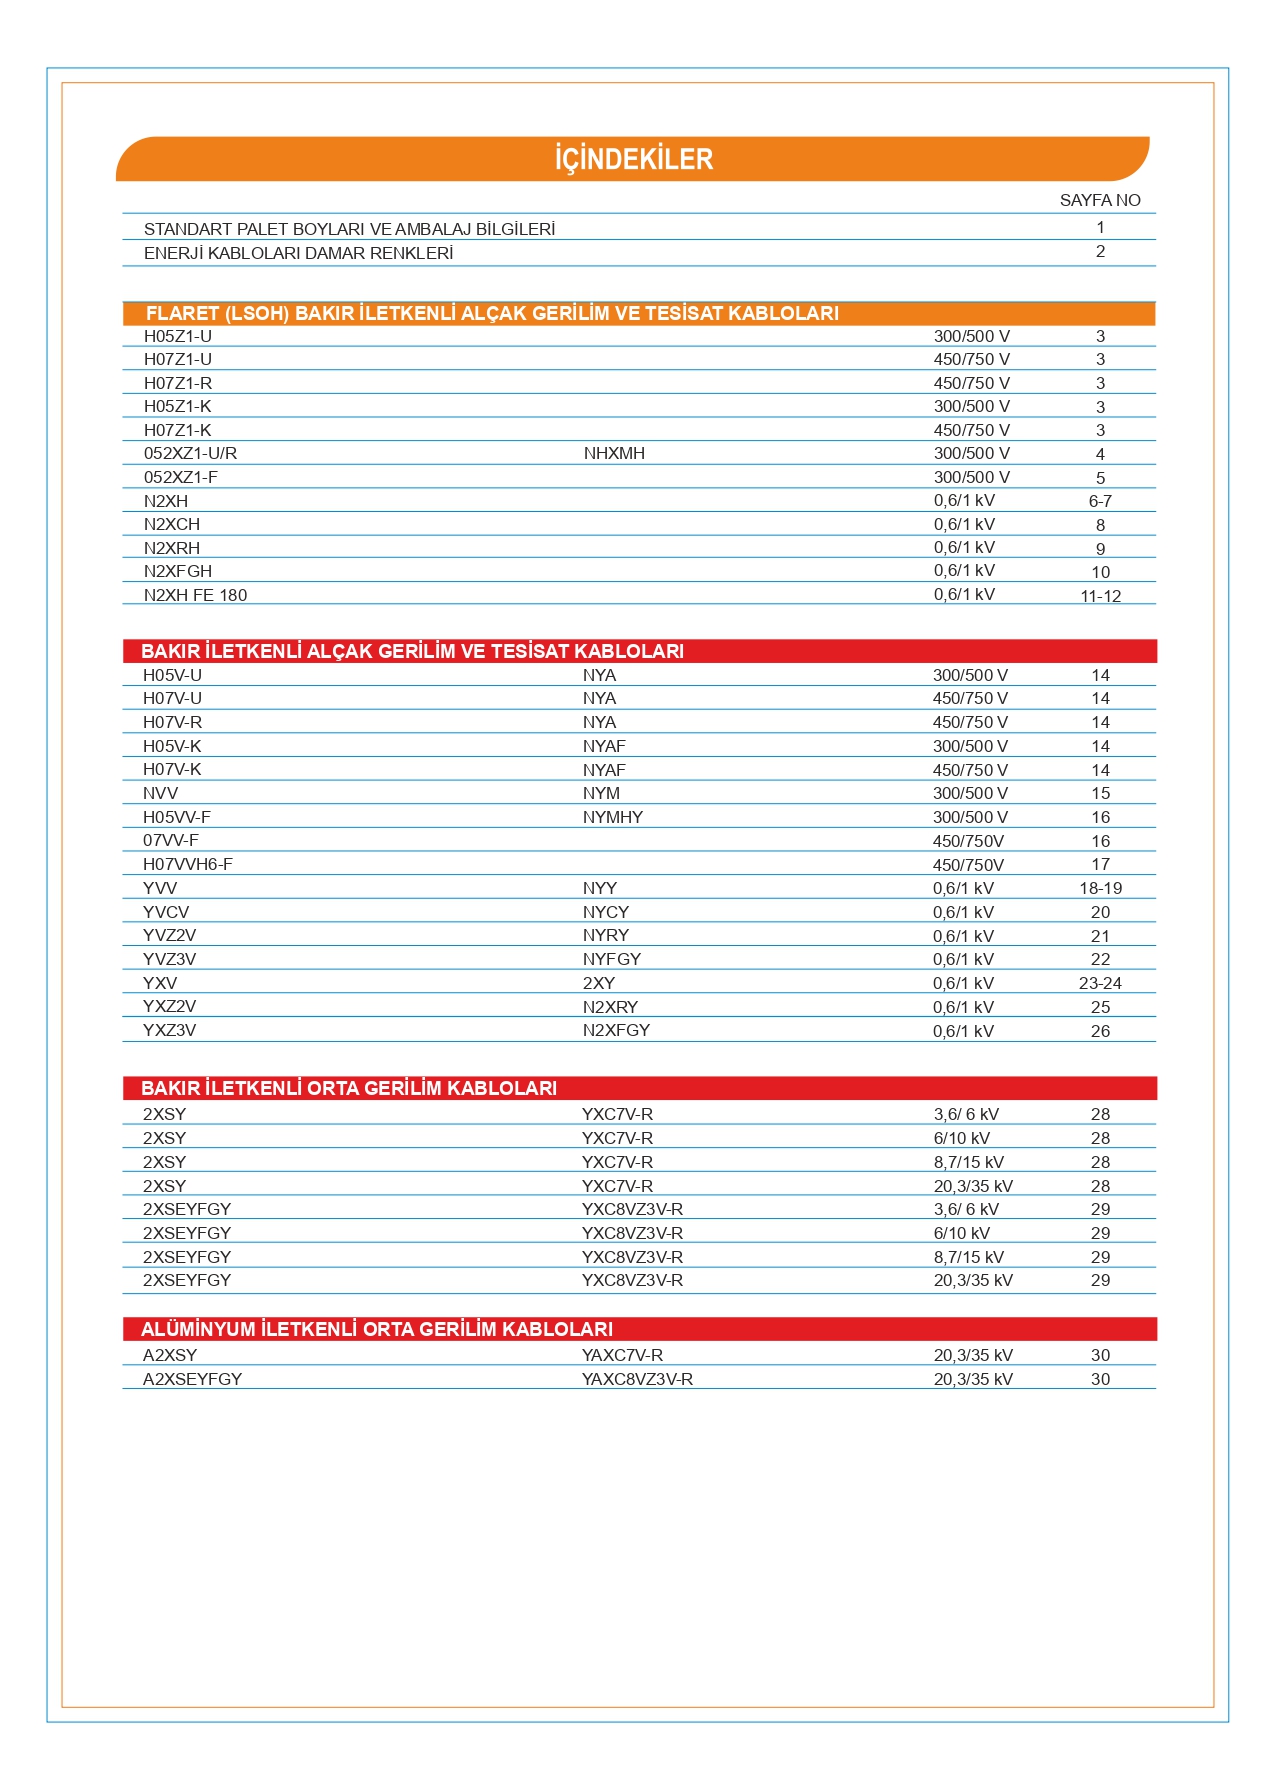 İÇİNDEKİLER
SAYFA NO
STANDART PALET BOYLARI VE AMBALAJ BİLGİLERİ 1
ENERJİ KABLOLARI DAMAR RENKLERİ 2
FLARET (LSOH) BAKIR İLETKENLİ ALÇAK GERİLİM VE TESİSAT KABLOLARI
H05Z1-U 300/500 V 3
H07Z1-U 450/750 V 3
H07Z1-R 450/750 V 3
H05Z1-K 300/500 V 3
H07Z1-K 450/750 V 3
052XZ1-U/R NHXMH 300/500 V 4
052XZ1-F 300/500 V 5
N2XH 0,6/1 kV 6-7
N2XCH 0,6/1 kV 8
N2XRH 0,6/1 kV 9
N2XFGH 0,6/1 kV 10
N2XH FE 180 0,6/1 kV 11-12
BAKIR İLETKENLİ ALÇAK GERİLİM VE TESİSAT KABLOLARI
H05V-U NYA 300/500 V 14
H07V-U NYA 450/750 V 14
H07V-R NYA 450/750 V 14
H05V-K NYAF 300/500 V 14
H07V-K NYAF 450/750 V 14
NVV NYM 300/500 V 15
H05VV-F NYMHY 300/500 V 16
07VV-F 450/750V 16
H07VVH6-F 450/750V 17
YVV NYY 0,6/1 kV 18-19
YVCV NYCY 0,6/1 kV 20
YVZ2V NYRY 0,6/1 kV 21
YVZ3V NYFGY 0,6/1 kV 22
YXV 2XY 0,6/1 kV 23-24
YXZ2V N2XRY 0,6/1 kV 25
YXZ3V N2XFGY 0,6/1 kV 26
BAKIR İLETKENLİ ORTA GERİLİM KABLOLARI
2XSY YXC7V-R 3,6/ 6 kV 28
2XSY YXC7V-R 6/10 kV 28
2XSY YXC7V-R 8,7/15 kV 28
2XSY YXC7V-R 20,3/35 kV 28
2XSEYFGY YXC8VZ3V-R 3,6/ 6 kV 29
2XSEYFGY YXC8VZ3V-R 6/10 kV 29
2XSEYFGY YXC8VZ3V-R 8,7/15 kV 29
2XSEYFGY YXC8VZ3V-R 20,3/35 kV 29
ALÜMİNYUM İLETKENLİ ORTA GERİLİM KABLOLARI
A2XSY YAXC7V-R 20,3/35 kV 30
A2XSEYFGY YAXC8VZ3V-R 20,3/35 kV 30